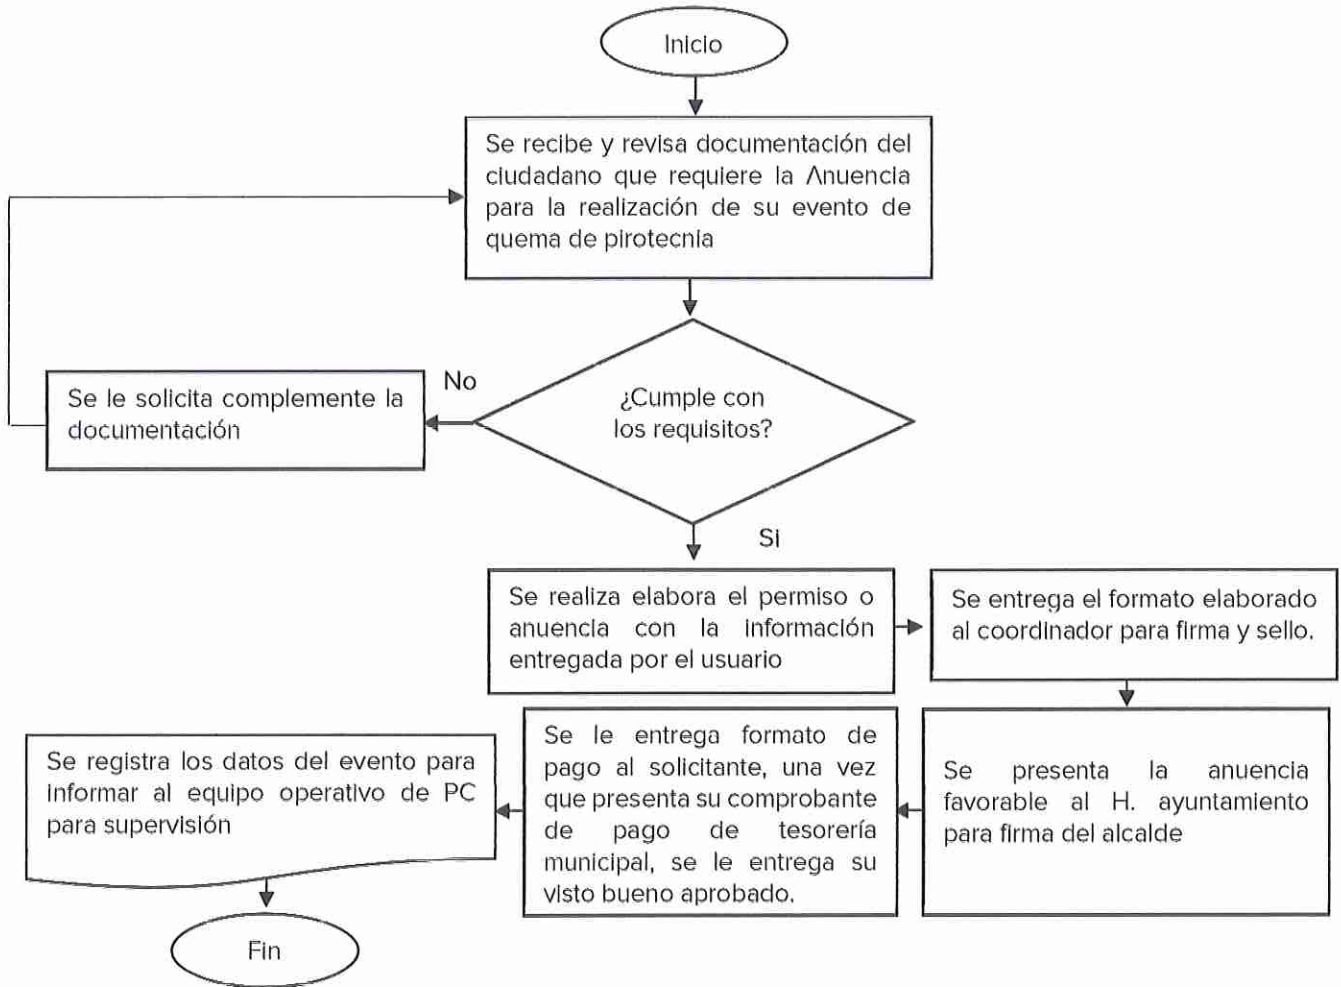 Inicio
Se recibe y revisa documentación del
ciudadano que requiere la Anuencia
para la realización de su evento de
quema de pirotecnia
No
Se le solicita complemente la
documentación
¿Cumple con
los requisitos?
Si
Se realiza elabora el permiso o
anuencia con la información
entregada por el usuario
Se entrega el formato elaborado
al coordinador para firma y sello.
Se presenta la anuencia
favorable al H. ayuntamiento
para firma del alcalde
Se le entrega formato de
pago al solicitante, una vez
que presenta su comprobante
de pago de tesorería
municipal, se le entrega su
visto bueno aprobado.
Se registra los datos del evento para
informar al equipo operativo de PC
para supervisión
Fin